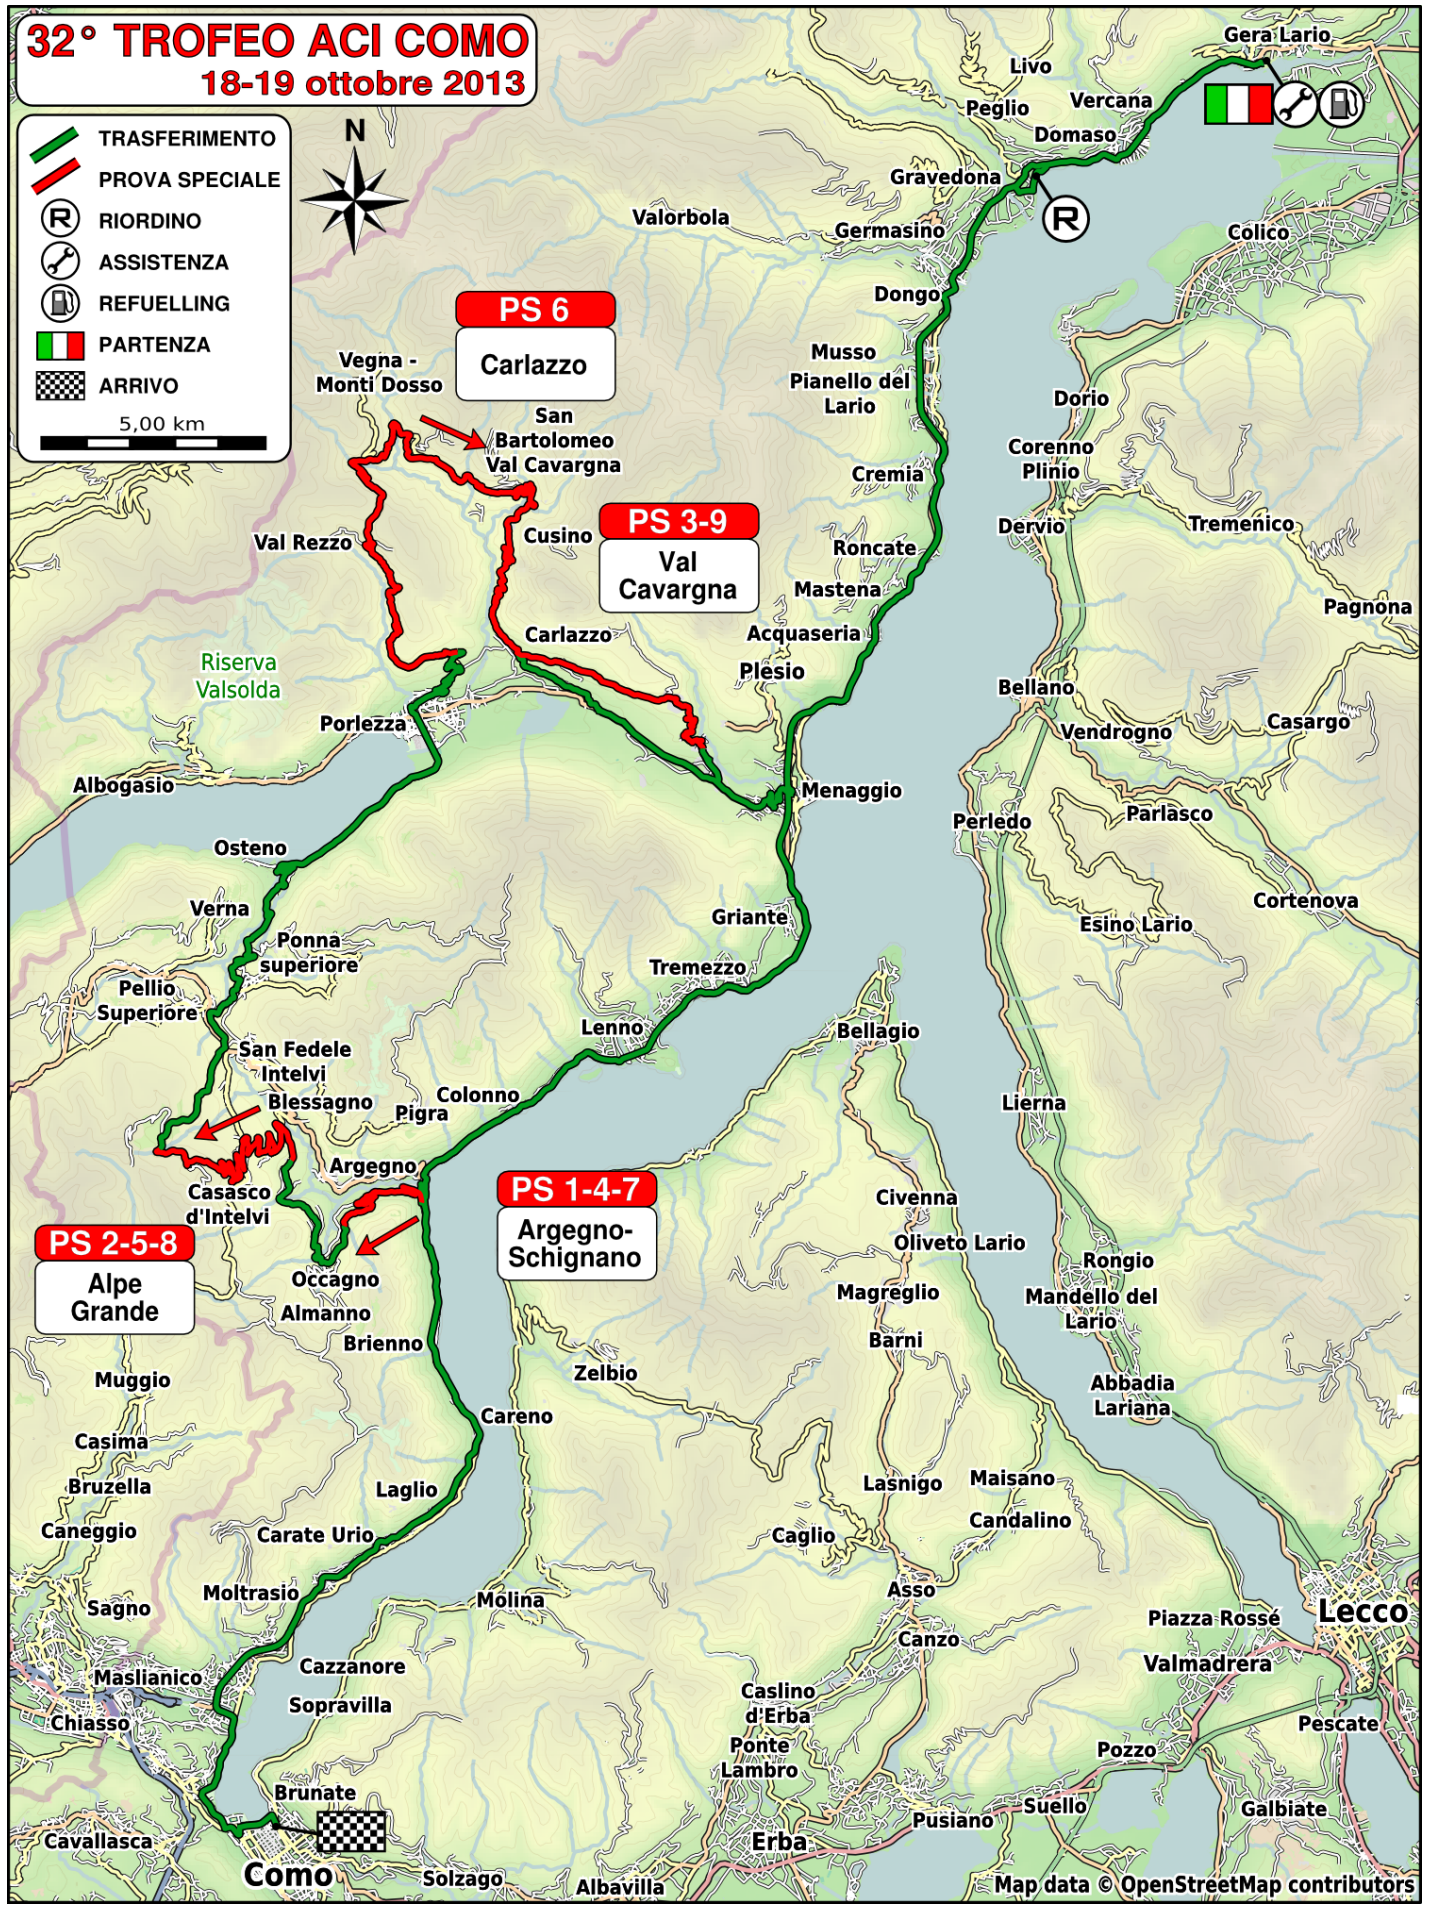 32° TROFEO ACI COMO
18-19 ottobre 2013
TRASFERIMENTO
PROVA SPECIALE
R
RIORDINO
ASSISTENZA
REFUELLING
PARTENZA
ARRIVO
5,00 km
N
Gera Lario
Livo
Peglio
Vercana
Domaso
Gravedona
R
Valorbola
Germasino
Colico
Dongo
PS 6
Carlazzo
Vegna -
Monti Dosso
Musso
Pianello del
Lario
Dorio
San
Bartolomeo
Val Cavargna
Corenno
Plinio
Cremia
PS 3-9
Val
Cavargna
Val Rezzo
Cusino
Dervio
Tremenico
Roncate
Mastena
Pagnona
Carlazzo
Acquaseria
Plesio
Riserva
Valsolda
Bellano
Porlezza
Vendrogno
Casargo
Albogasio
Menaggio
Parlasco
Perledo
Osteno
Verna
Griante
Cortenova
Esino Lario
Ponna
superiore
Tremezzo
Pellio
Superiore
Lenno
Bellagio
San Fedele
Intelvi
Blessagno
Colonno
Pigra
Lierna
Argegno
PS 1-4-7
Argegno-
Schignano
Casasco
d'Intelvi
Civenna
PS 2-5-8
Alpe
Grande
Oliveto Lario
Rongio
Occagno
Almanno
Magreglio
Mandello del
Lario
Brienno
Barni
Zelbio
Muggio
Abbadia
Lariana
Careno
Casima
Bruzella
Laglio
Lasnigo
Maisano
Caneggio
Carate Urio
Caglio
Candalino
Moltrasio
Molina
Asso
Sagno
Piazza Rossé
Lecco
Canzo
Valmadrera
Maslianico
Cazzanore
Sopravilla
Caslino
d'Erba
Chiasso
Pescate
Ponte
Lambro
Pozzo
Brunate
Suello
Galbiate
Pusiano
Cavallasca
Erba
Como
Solzago
Albavilla
Map data © OpenStreetMap contributors